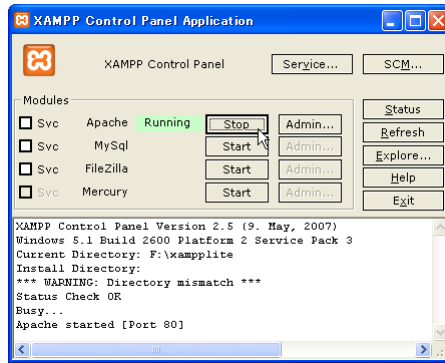 XAMPP Control Panel Application
XAMPP Control Panel
Service...
SCM...
Modules
Svc Apache Running Stop Admin...
Svc MySql Start Admin...
Svc FileZilla Start Admin...
Svc Mercury Start Admin...
Status
Refresh
Explore...
Help
Exit
XAMPP Control Panel Version 2.5 (9. May, 2007)
Windows 5.1 Build 2600 Platform 2 Service Pack 3
Current Directory: F:\xampplite
Install Directory:
*** WARNING: Directory mismatch ***
Status Check OK
Busy...
Apache started [Port 80]